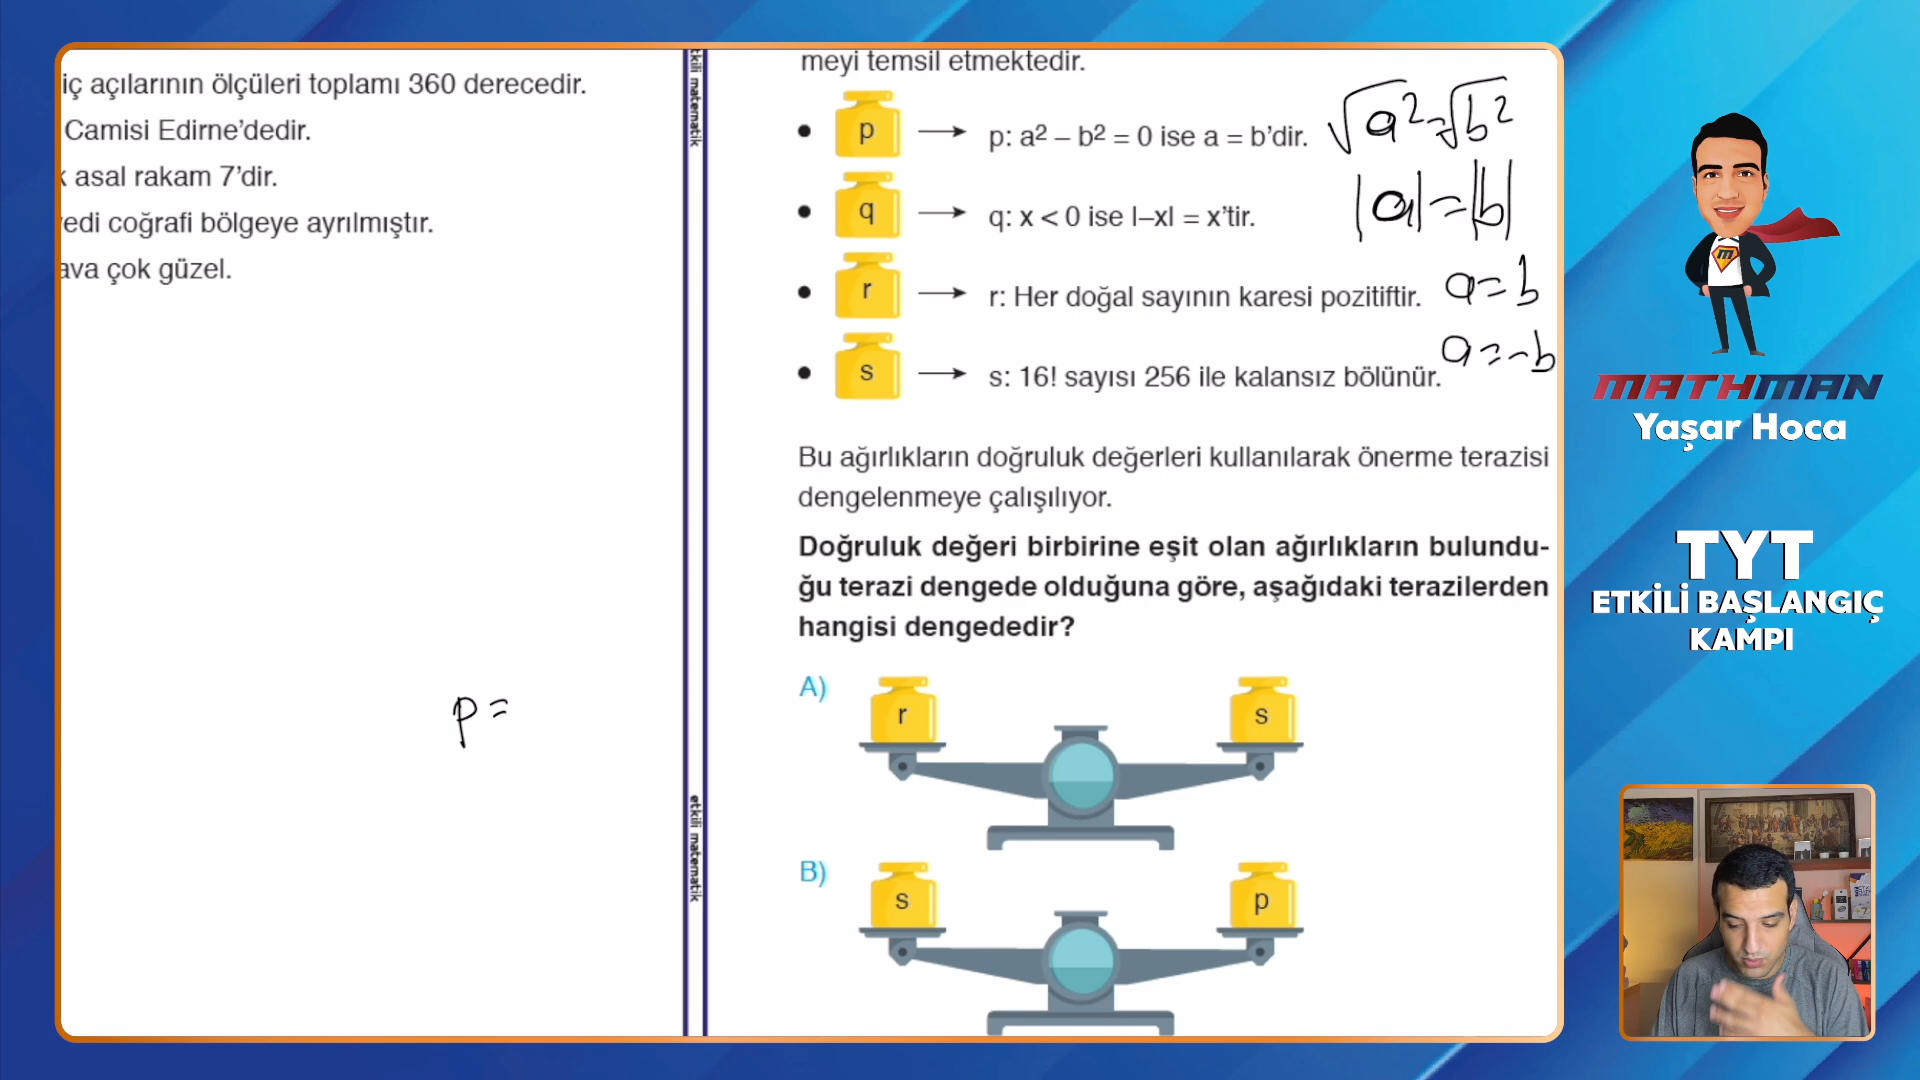 iç açılarının ölçüleri toplamı 360 derecedir.
Camisi Edirne’dedir.
k asal rakam 7’dir.
yedi coğrafi bölgeye ayrılmıştır.
ava çok güzel.
p =
etkili matematik
etkili matematik
meyi temsil etmektedir.
• p → p: a² – b² = 0 ise a = b’dir.
√a² = √b²
• q → q: x < 0 ise |–x| = x’tir.
|a| = |b|
• r → r: Her doğal sayının karesi pozitiftir.
a = b
• s → s: 16! sayısı 256 ile kalansız bölünür.
a = -b
Bu ağırlıkların doğruluk değerleri kullanılarak önerme terazisi
dengelenmeye çalışılıyor.
Doğruluk değeri birbirine eşit olan ağırlıkların bulundu-
ğu terazi dengede olduğuna göre, aşağıdaki terazilerden
hangisi dengededir?
A)
r s
B)
s p
m
MATHMAN
Yaşar Hoca
TYT
ETKİLİ BAŞLANGIÇ
KAMPI